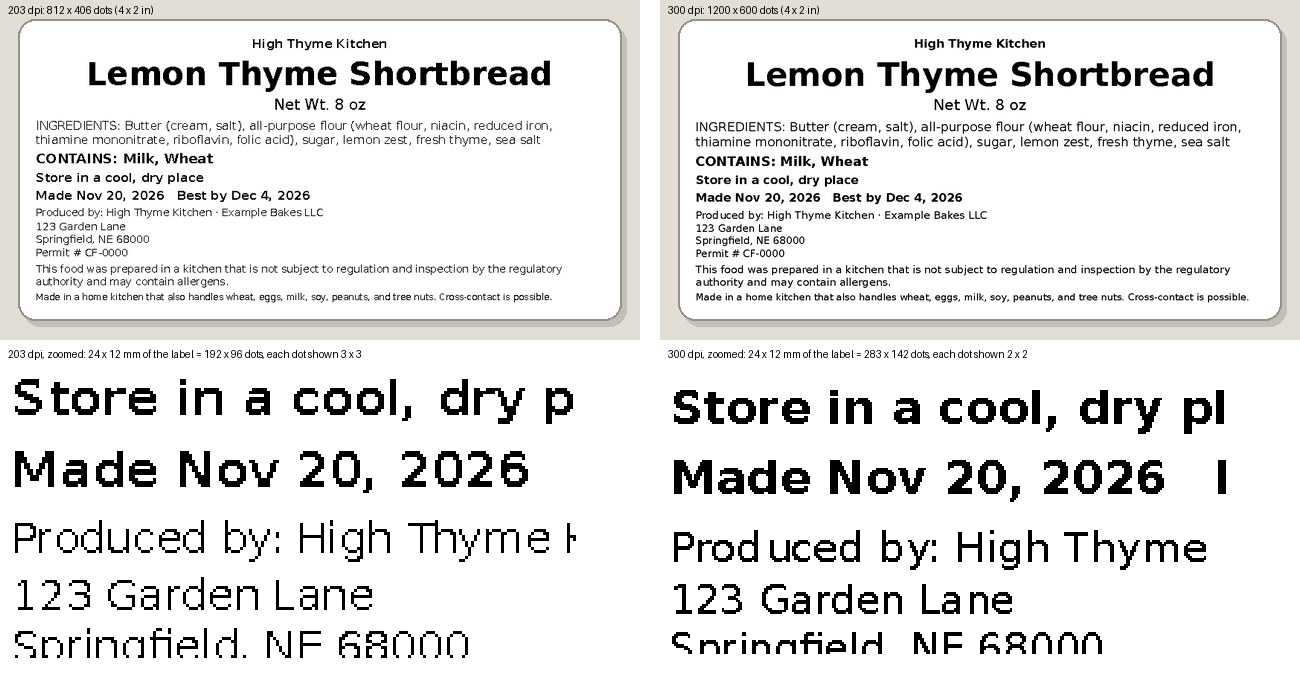 203 dpi: 812 x 406 dots (4 x 2 in)
High Thyme Kitchen
Lemon Thyme Shortbread
Net Wt. 8 oz
INGREDIENTS: Butter (cream, salt), all-purpose flour (wheat flour, niacin, reduced iron,
thiamine mononitrate, riboflavin, folic acid), sugar, lemon zest, fresh thyme, sea salt
CONTAINS: Milk, Wheat
Store in a cool, dry place
Made Nov 20, 2026 Best by Dec 4, 2026
Produced by: High Thyme Kitchen · Example Bakes LLC
123 Garden Lane
Springfield, NE 68000
Permit # CF-0000
This food was prepared in a kitchen that is not subject to regulation and inspection by the regulatory
authority and may contain allergens.
Made in a home kitchen that also handles wheat, eggs, milk, soy, peanuts, and tree nuts. Cross-contact is possible.
300 dpi: 1200 x 600 dots (4 x 2 in)
High Thyme Kitchen
Lemon Thyme Shortbread
Net Wt. 8 oz
INGREDIENTS: Butter (cream, salt), all-purpose flour (wheat flour, niacin, reduced iron,
thiamine mononitrate, riboflavin, folic acid), sugar, lemon zest, fresh thyme, sea salt
CONTAINS: Milk, Wheat
Store in a cool, dry place
Made Nov 20, 2026 Best by Dec 4, 2026
Produced by: High Thyme Kitchen · Example Bakes LLC
123 Garden Lane
Springfield, NE 68000
Permit # CF-0000
This food was prepared in a kitchen that is not subject to regulation and inspection by the regulatory
authority and may contain allergens.
Made in a home kitchen that also handles wheat, eggs, milk, soy, peanuts, and tree nuts. Cross-contact is possible.
203 dpi, zoomed: 24 x 12 mm of the label = 192 x 96 dots, each dot shown 3 x 3
Store in a cool, dry p
Made Nov 20, 2026
Produced by: High Thyme
123 Garden Lane
Springfield, NE 68000
300 dpi, zoomed: 24 x 12 mm of the label = 283 x 142 dots, each dot shown 2 x 2
Store in a cool, dry pl
Made Nov 20, 2026
Produced by: High Thyme
123 Garden Lane
Springfield, NE 68000